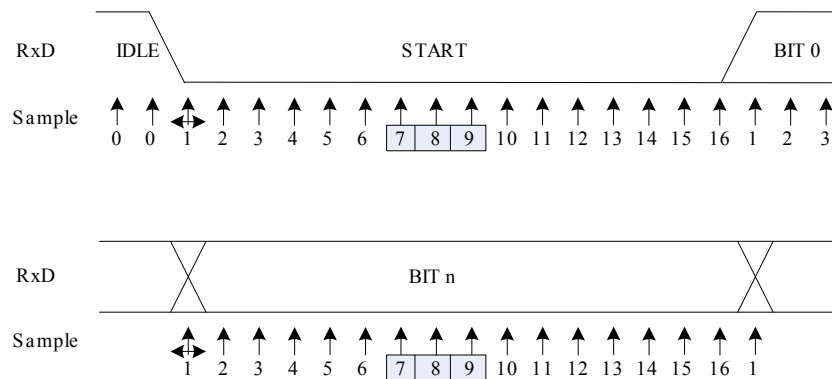 RxD IDLE START BIT 0
Sample
0 0 1 2 3 4 5 6 7 8 9 10 11 12 13 14 15 16 1 2 3
RxD BIT n
Sample
1 2 3 4 5 6 7 8 9 10 11 12 13 14 15 16 1